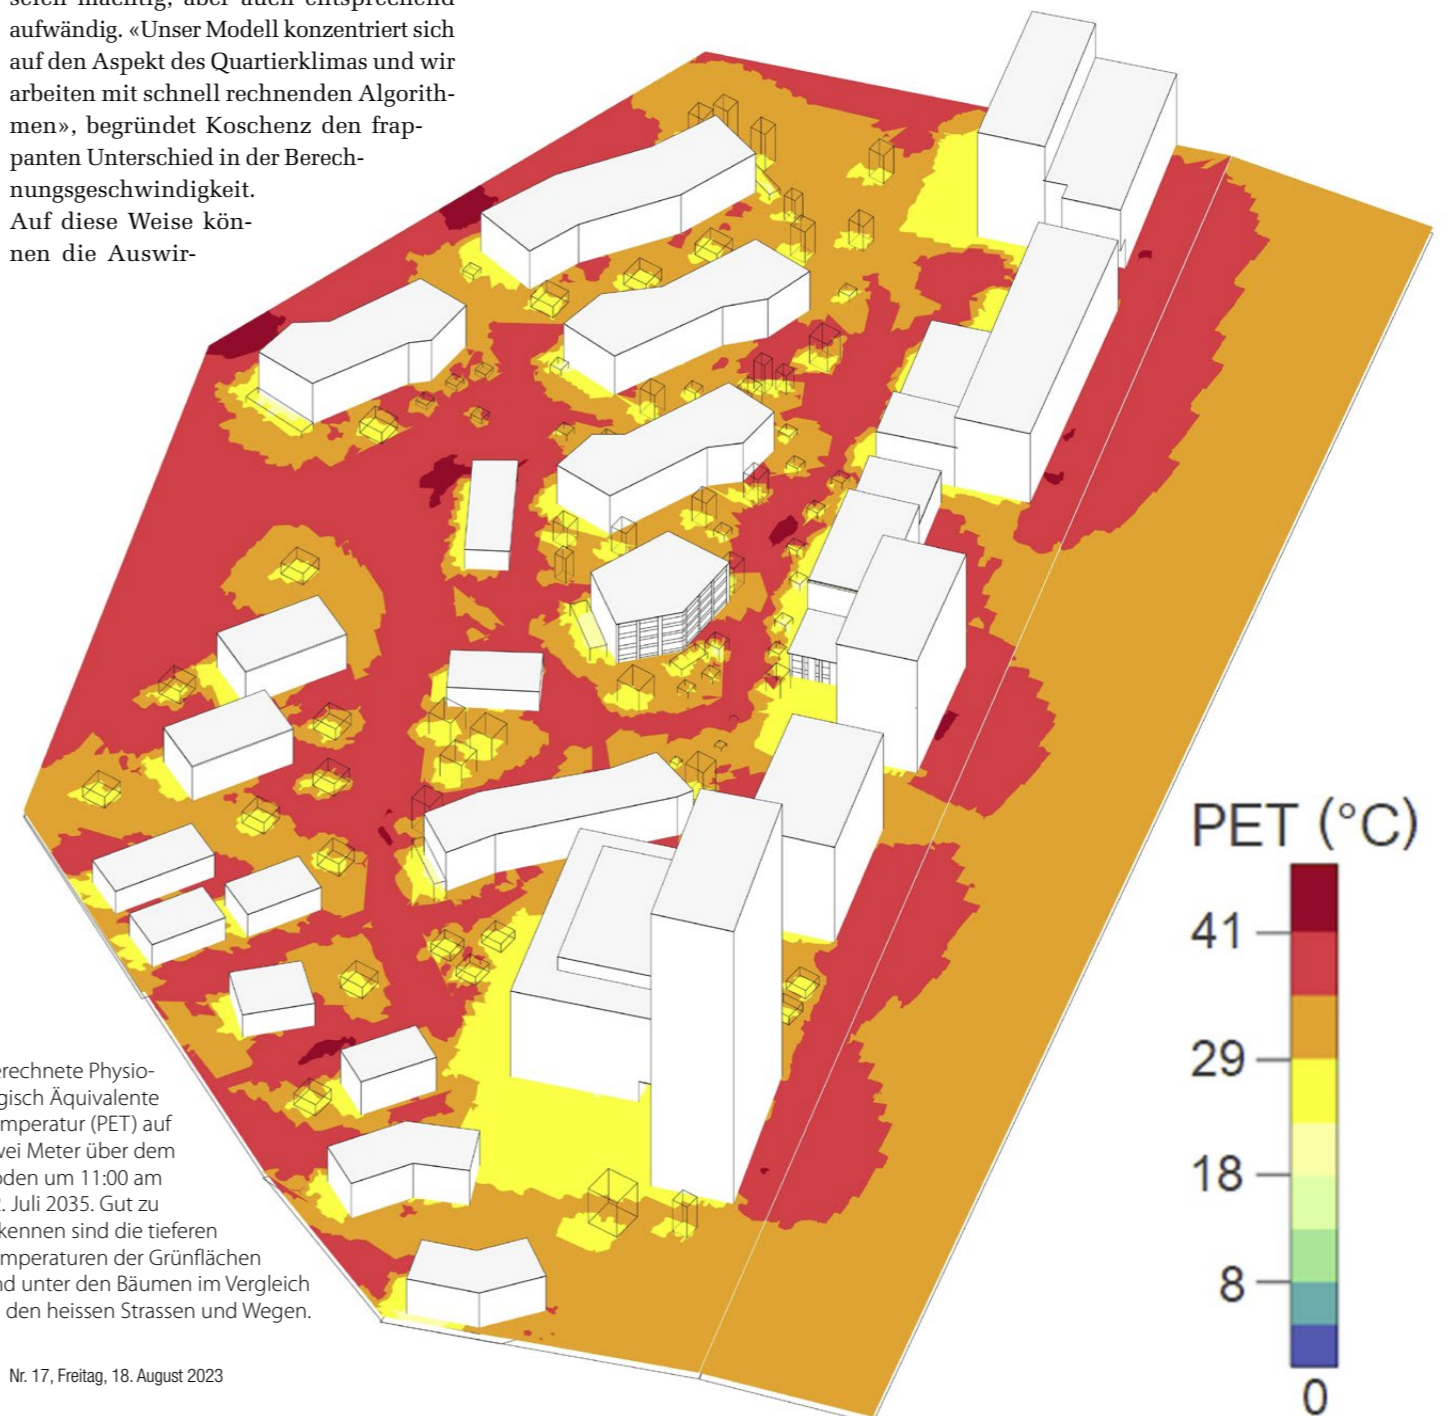 aufwändig. «Unser Modell konzentriert sich
auf den Aspekt des Quartierklimas und wir
arbeiten mit schnell rechnenden Algorith-
men», begründet Koschenz den frap-
panten Unterschied in der Berech-
nungsgeschwindigkeit.
Auf diese Weise kön-
nen die Auswir-
PET (°C)
41
29
18
8
0
erechnete Physio-
gisch Äquivalente
mperatur (PET) auf
wei Meter über dem
oden um 11:00 am
2. Juli 2035. Gut zu
kennen sind die tieferen
mperaturen der Grünflächen
nd unter den Bäumen im Vergleich
den heissen Strassen und Wegen.
Nr. 17, Freitag, 18. August 2023